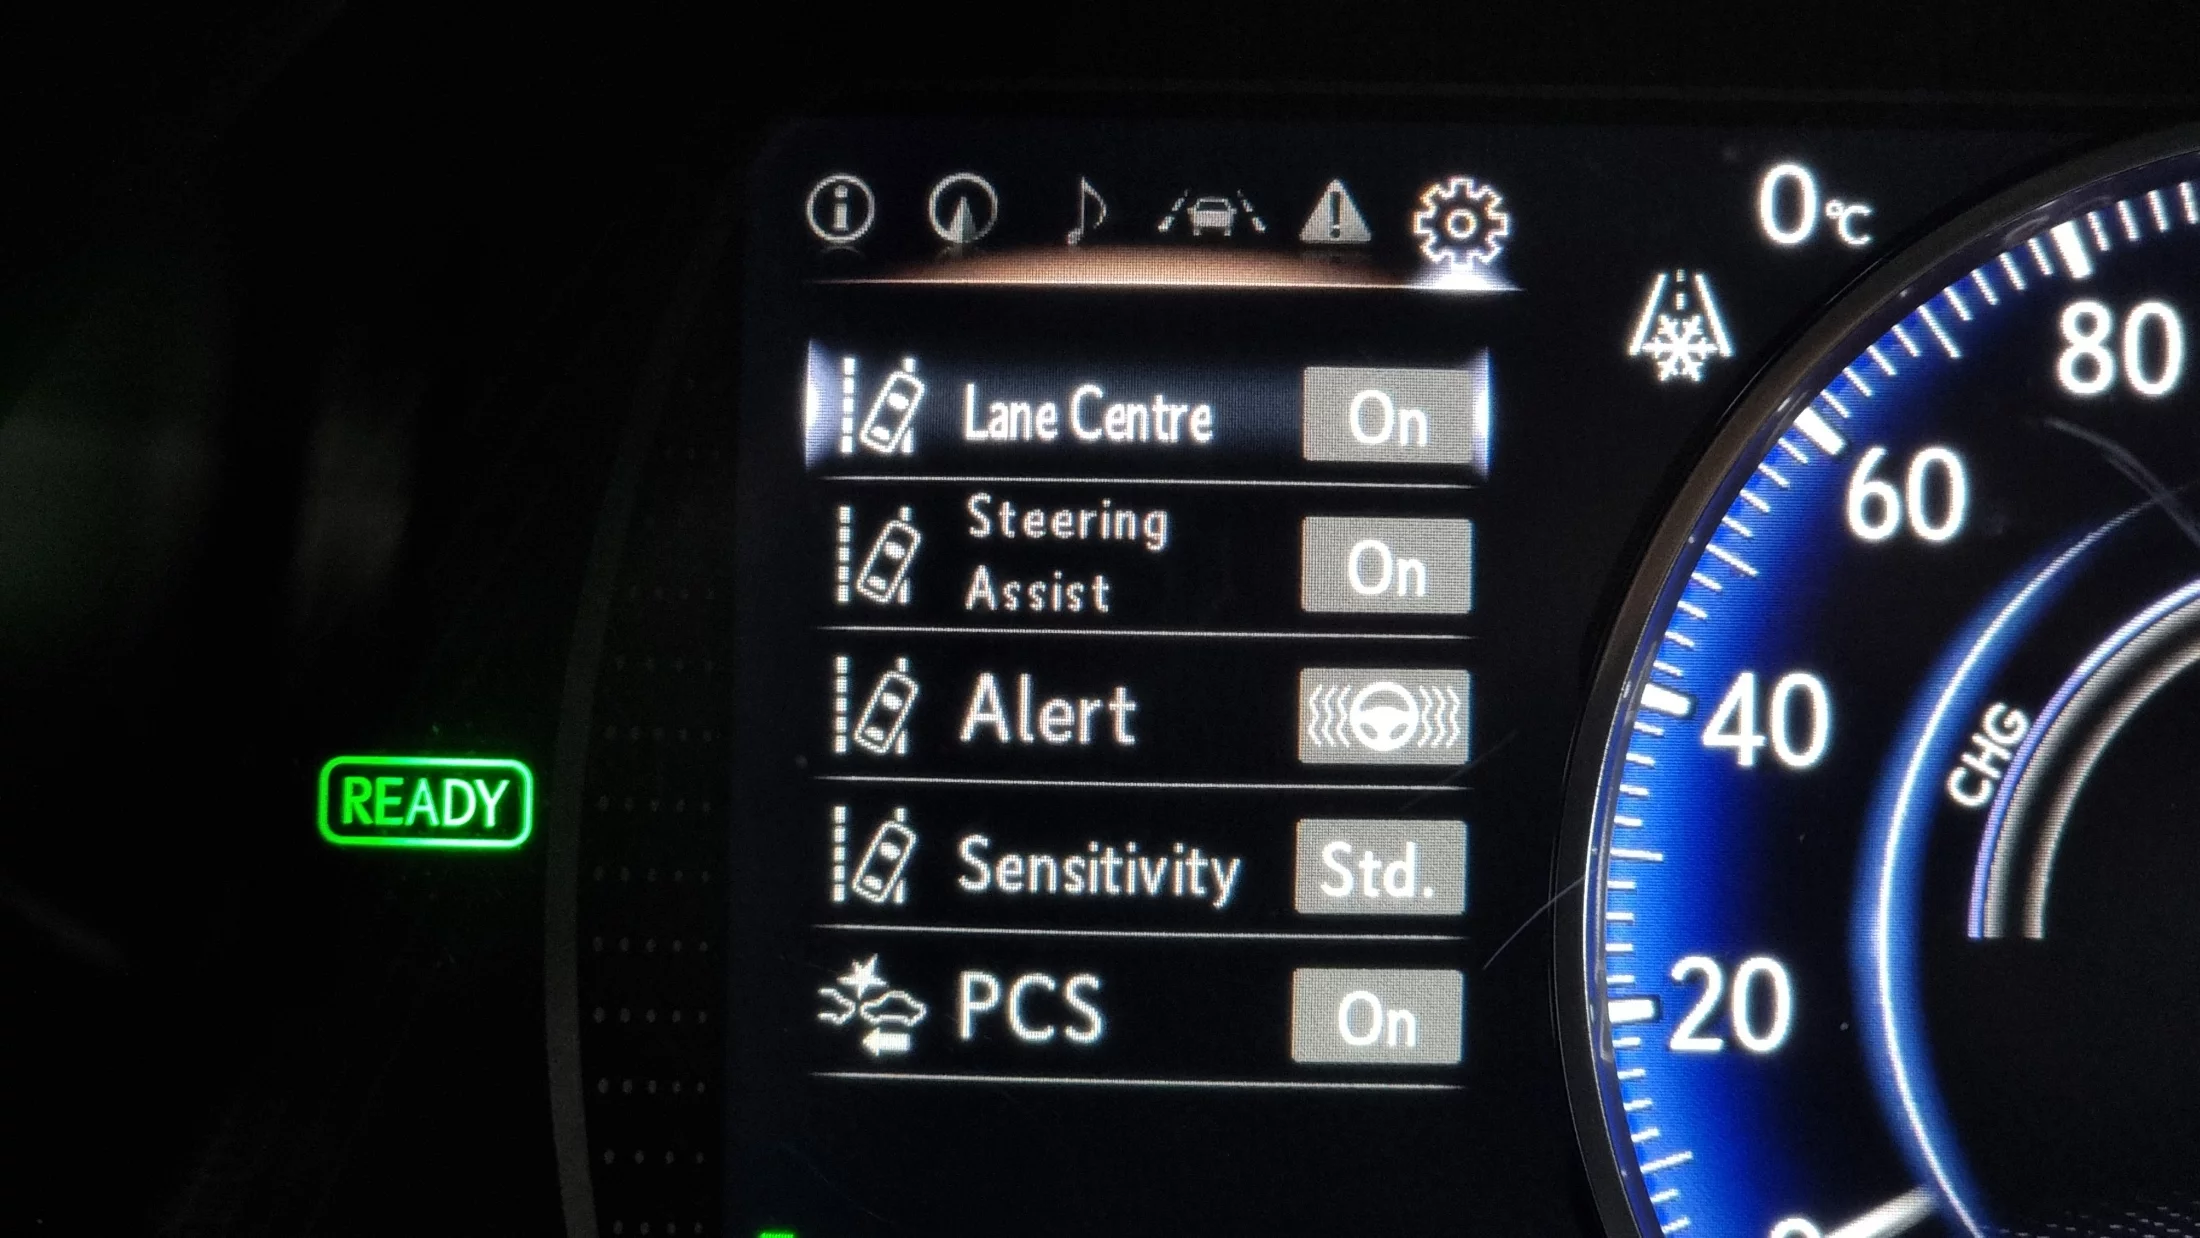 0°C
Lane Centre On
Steering
Assist
On
Alert
Sensitivity Std.
PCS On
READY
80
60
40
20
CHG